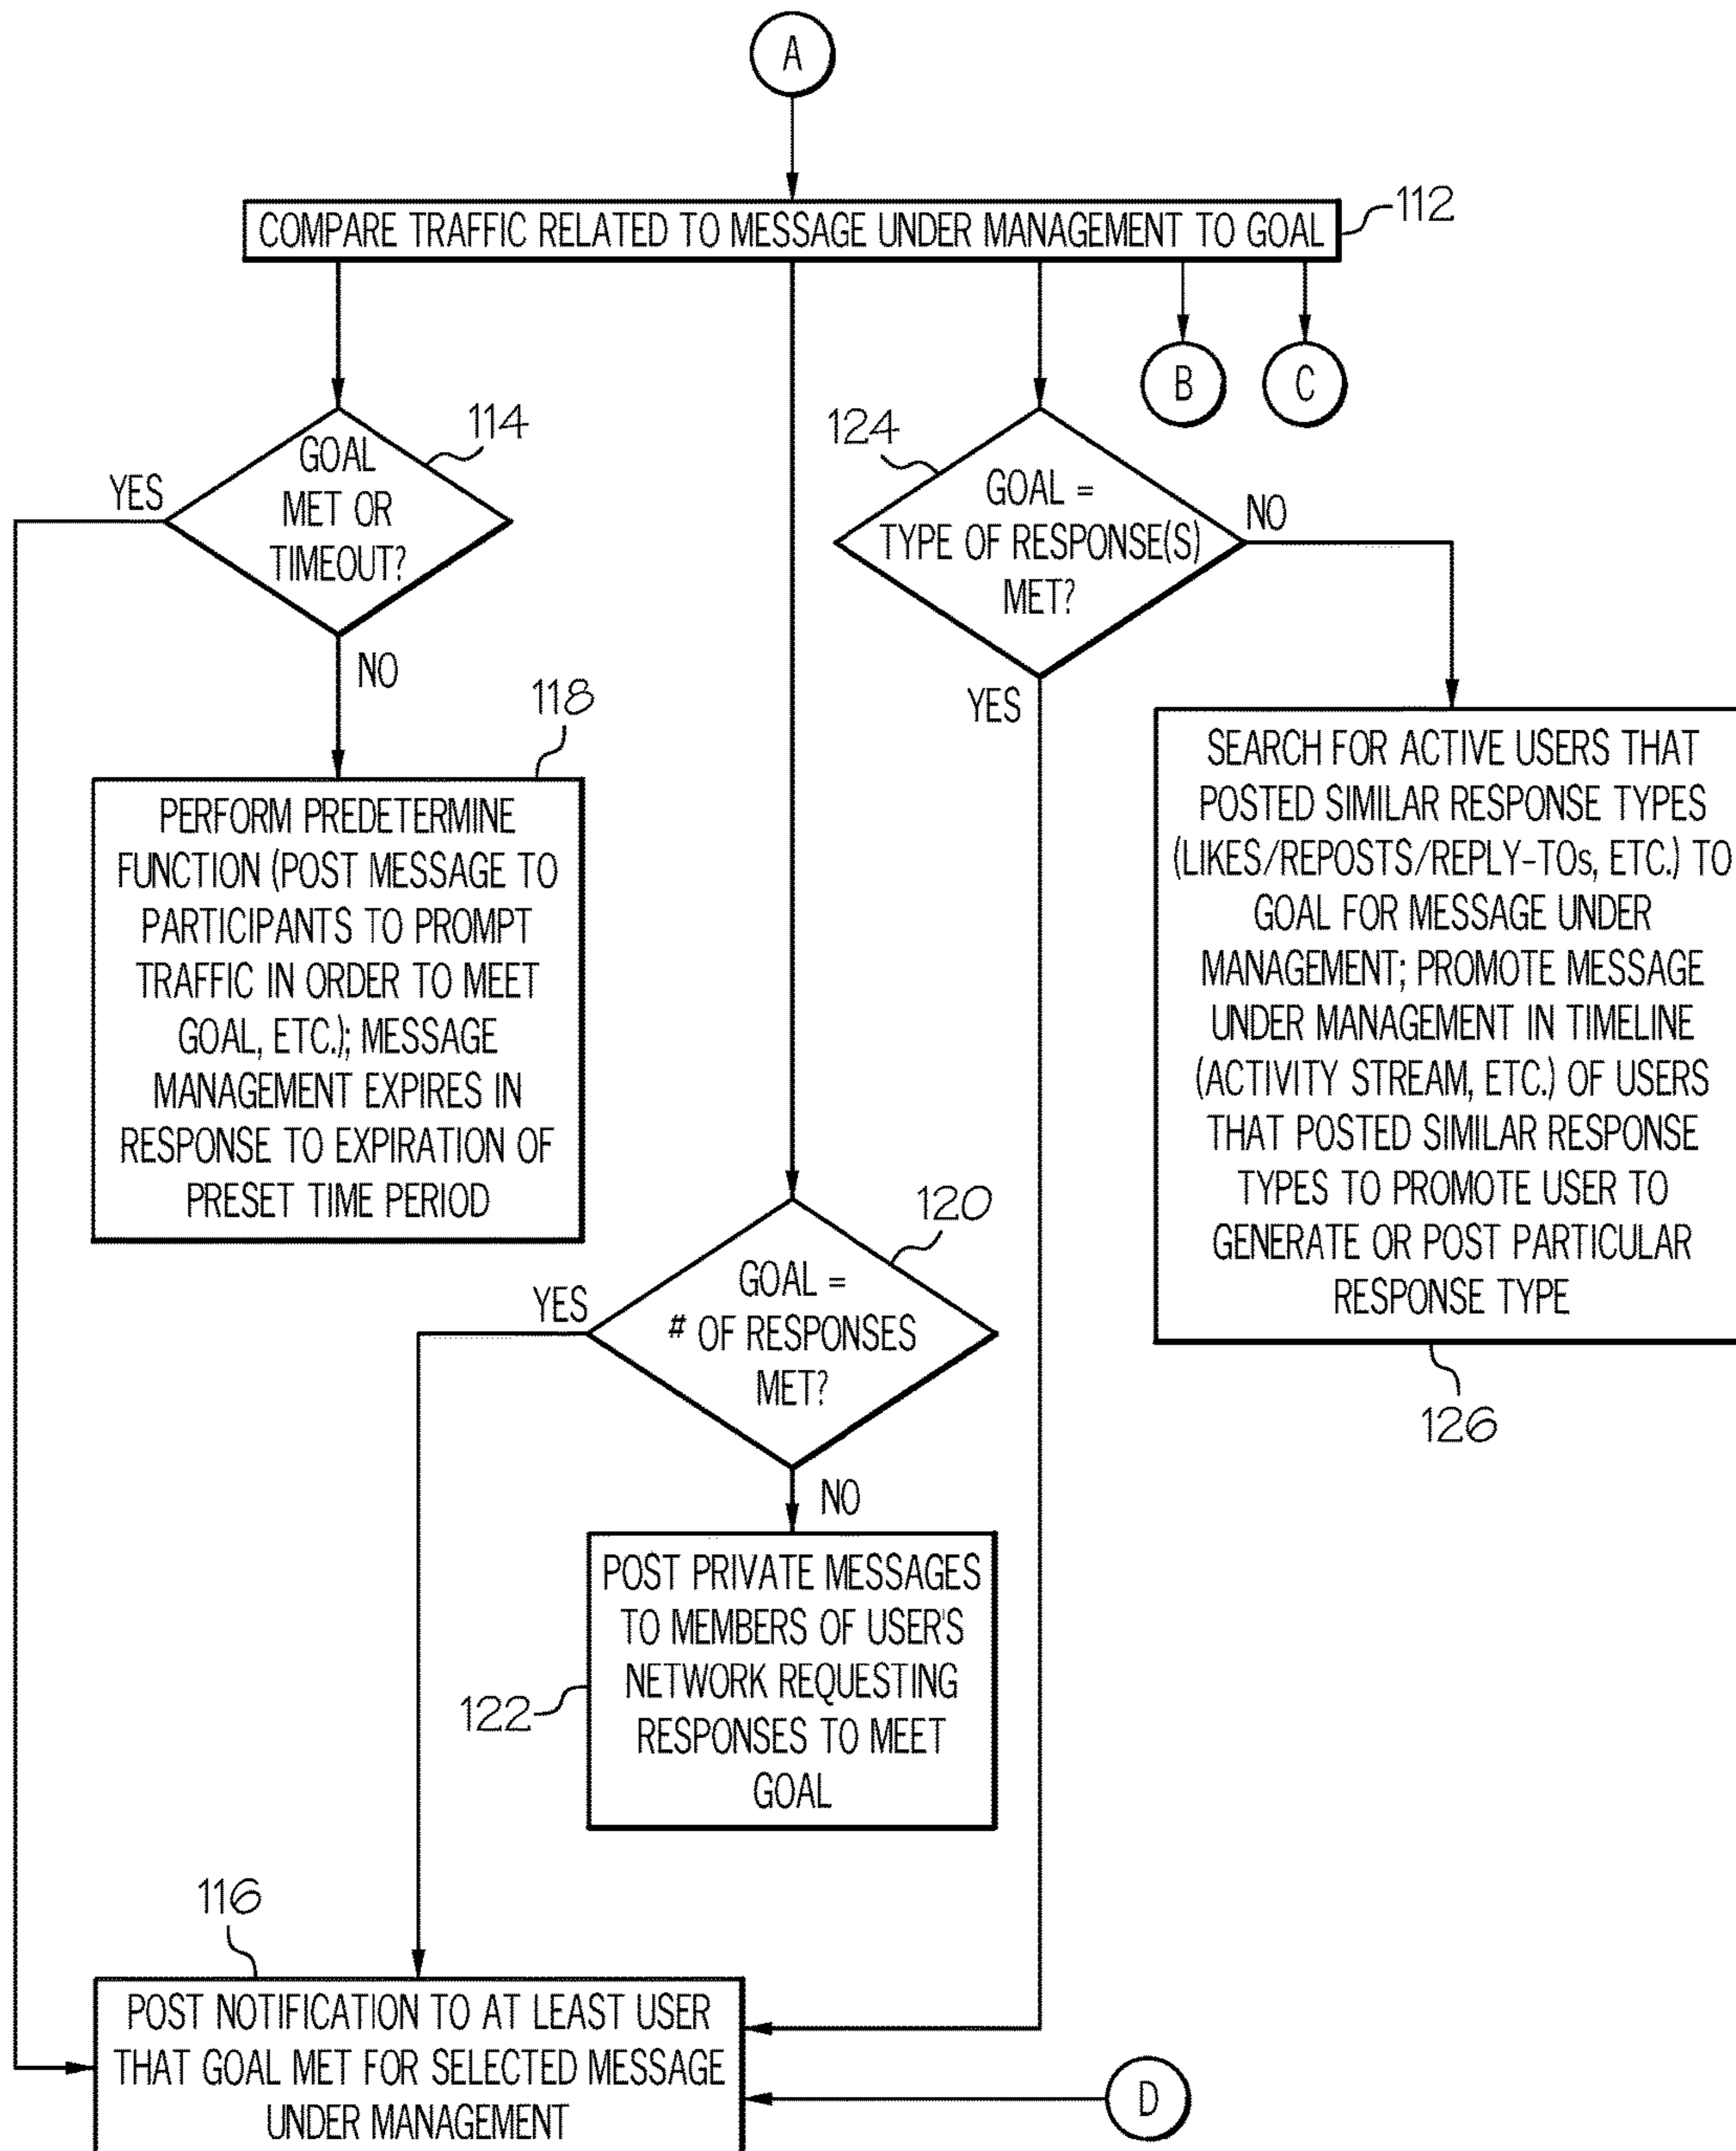 A
COMPARE TRAFFIC RELATED TO MESSAGE UNDER MANAGEMENT TO GOAL
112
B
C
114
GOAL
MET OR
TIMEOUT?
YES
NO
124
GOAL =
TYPE OF RESPONSE(S)
MET?
NO
YES
118
PERFORM PREDETERMINE
FUNCTION (POST MESSAGE TO
PARTICIPANTS TO PROMPT
TRAFFIC IN ORDER TO MEET
GOAL, ETC.); MESSAGE
MANAGEMENT EXPIRES IN
RESPONSE TO EXPIRATION OF
PRESET TIME PERIOD
SEARCH FOR ACTIVE USERS THAT
POSTED SIMILAR RESPONSE TYPES
(LIKES/REPOSTS/REPLY-TOs, ETC.) TO
GOAL FOR MESSAGE UNDER
MANAGEMENT; PROMOTE MESSAGE
UNDER MANAGEMENT IN TIMELINE
(ACTIVITY STREAM, ETC.) OF USERS
THAT POSTED SIMILAR RESPONSE
TYPES TO PROMOTE USER TO
GENERATE OR POST PARTICULAR
RESPONSE TYPE
126
120
GOAL =
# OF RESPONSES
MET?
YES
NO
POST PRIVATE MESSAGES
TO MEMBERS OF USER'S
NETWORK REQUESTING
RESPONSES TO MEET
GOAL
122
116
POST NOTIFICATION TO AT LEAST USER
THAT GOAL MET FOR SELECTED MESSAGE
UNDER MANAGEMENT
D